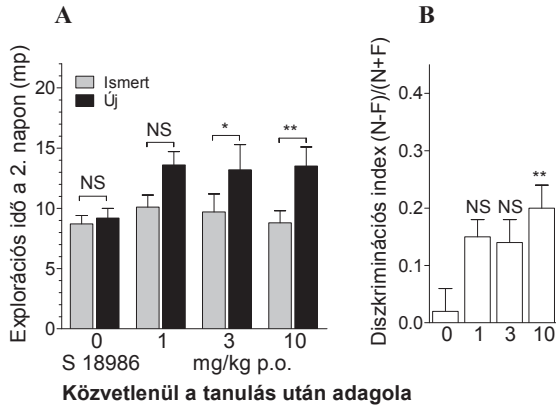 A
Explorációs idő a 2. napon (mp)
20
15
10
5
0
Ismert
Új
NS
NS
*
**
0 1 3 10
S 18986 mg/kg p.o.
Közvetlenül a tanulás után adagola
B
Diszkriminációs index (N-F)/(N+F)
0.4
0.3
0.2
0.1
0.0
NS NS **
0 1 3 10